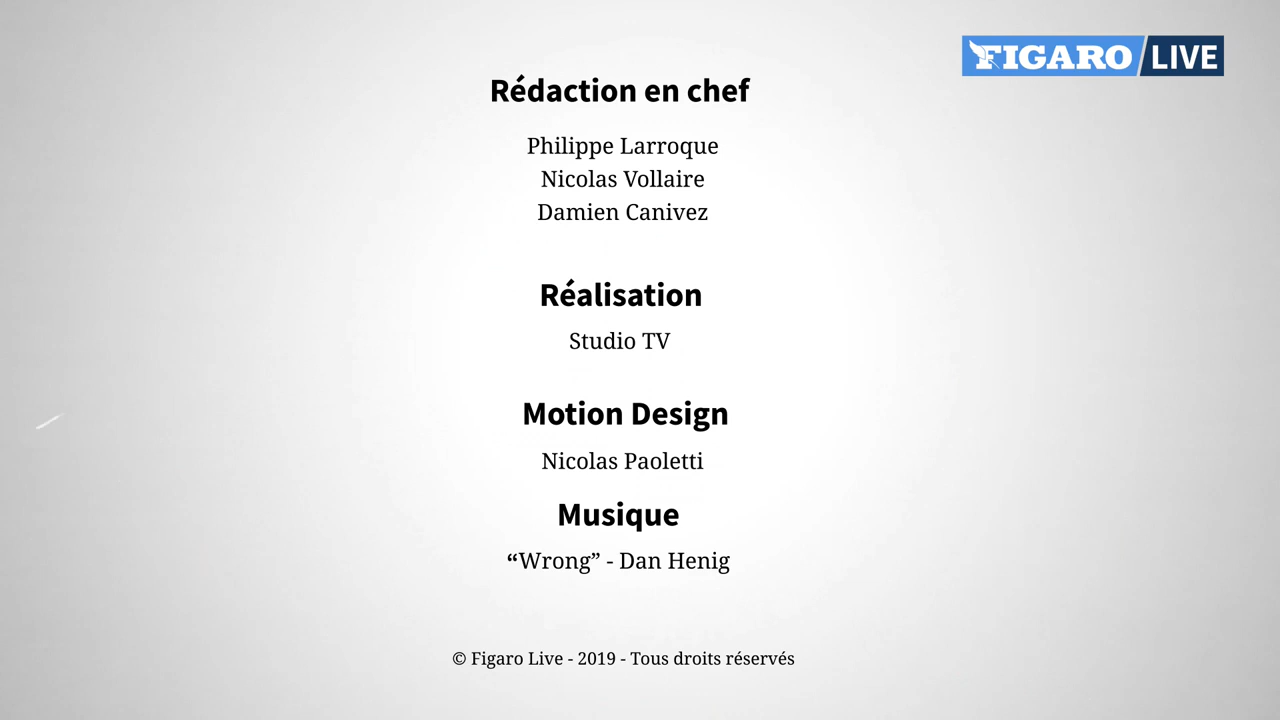 FIGARO LIVE
Rédaction en chef
Philippe Larroque
Nicolas Vollaire
Damien Canivez
Réalisation
Studio TV
Motion Design
Nicolas Paoletti
Musique
“Wrong” - Dan Henig
© Figaro Live - 2019 - Tous droits réservés